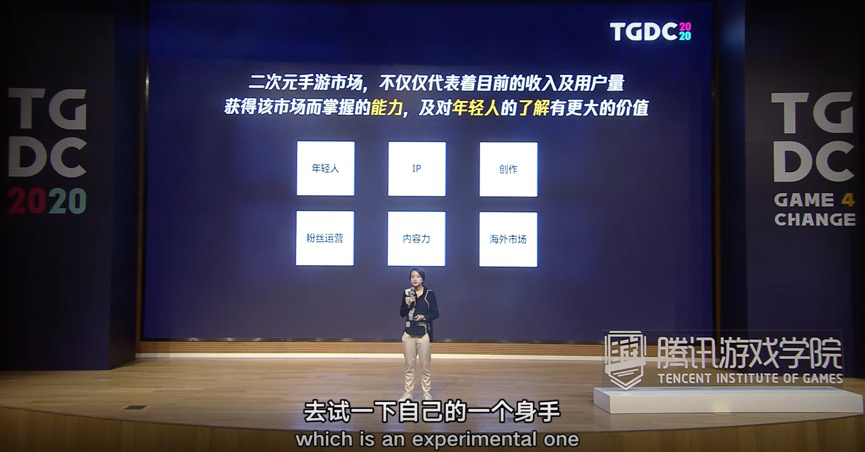 TGDC 20
20
二次元手游市场，不仅仅代表着目前的收入及用户量
获得该市场而掌握的能力，及对年轻人的了解有更大的价值
年轻人
IP
创作
粉丝运营
内容力
海外市场
TG
DC
2020
TG
DC
GAME 4
CHANGE
腾讯游戏学院
TENCENT INSTITUTE OF GAMES
去试一下自己的一个身手
which is an experimental one